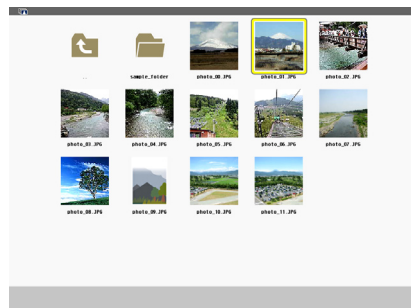 ..
sample_folder
photo_00.JPG
photo_01.JPG
photo_02.JPG
photo_03.JPG
photo_04.JPG
photo_05.JPG
photo_06.JPG
photo_07.JPG
photo_08.JPG
photo_09.JPG
photo_10.JPG
photo_11.JPG